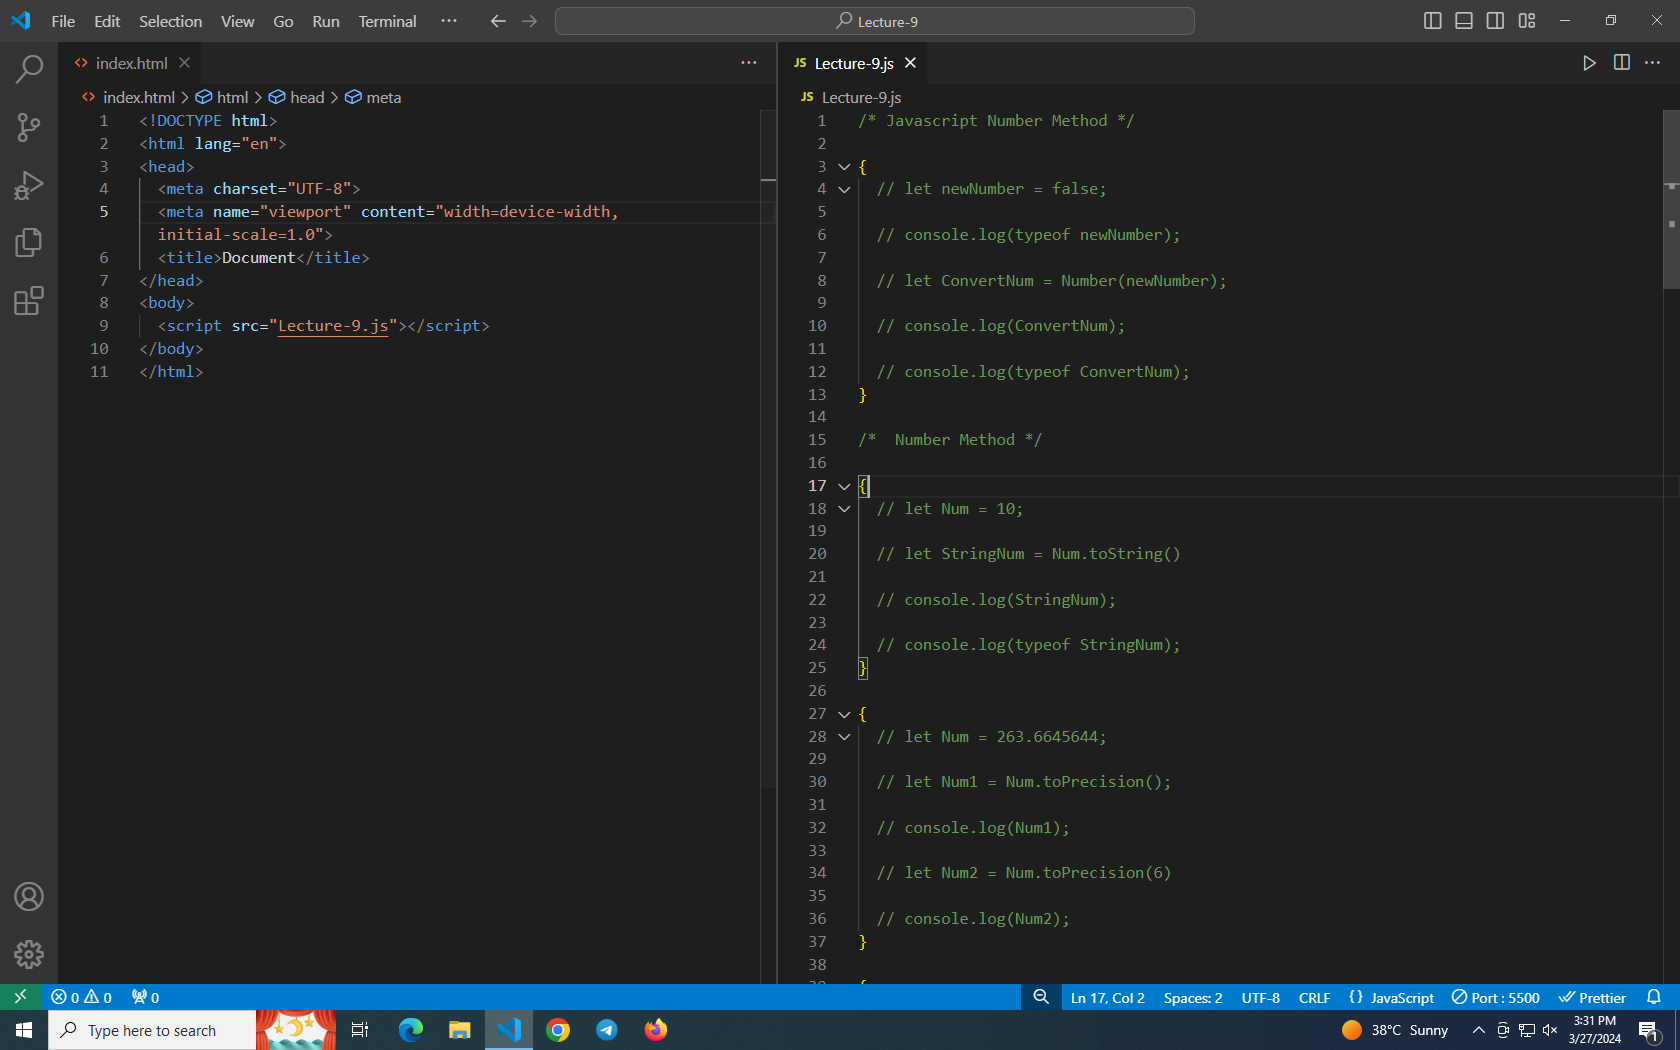 File Edit Selection View Go Run Terminal ··· Lecture-9
index.html
index.html > html > head > meta
1 <!DOCTYPE html>
2 <html lang="en">
3 <head>
4 <meta charset="UTF-8">
5 <meta name="viewport" content="width=device-width,
initial-scale=1.0">
6 <title>Document</title>
7 </head>
8 <body>
9 <script src="Lecture-9.js"></script>
10 </body>
11 </html>
JS Lecture-9.js
JS Lecture-9.js
1 /* Javascript Number Method */
2
3 {
4 // let newNumber = false;
5
6 // console.log(typeof newNumber);
7
8 // let ConvertNum = Number(newNumber);
9
10 // console.log(ConvertNum);
11
12 // console.log(typeof ConvertNum);
13 }
14
15 /*  Number Method */
16
17 {
18 // let Num = 10;
19
20 // let StringNum = Num.toString()
21
22 // console.log(StringNum);
23
24 // console.log(typeof StringNum);
25 }
26
27 {
28 // let Num = 263.6645644;
29
30 // let Num1 = Num.toPrecision();
31
32 // console.log(Num1);
33
34 // let Num2 = Num.toPrecision(6)
35
36 // console.log(Num2);
37 }
38
0 0 0 Ln 17, Col 2 Spaces: 2 UTF-8 CRLF {} JavaScript Port : 5500 Prettier
Type here to search 38°C Sunny 3:31 PM
3/27/2024 1